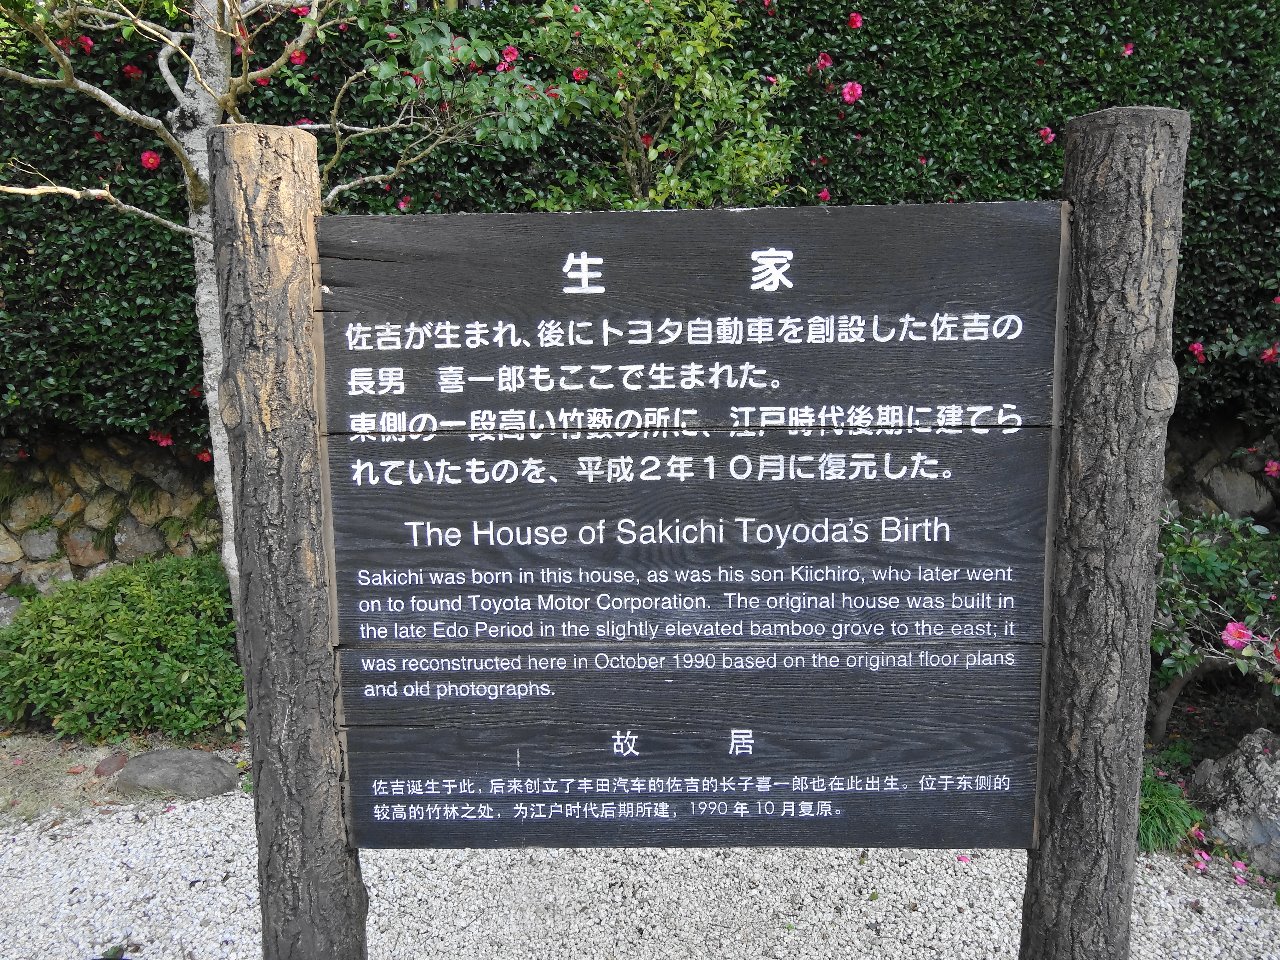 生家
佐吉が生まれ、後にトヨタ自動車を創設した佐吉の
長男　喜一郎もここで生まれた。
東側の一段高い竹薮の所に、江戸時代後期に建てら
れていたものを、平成２年１０月に復元した。
The House of Sakichi Toyoda's Birth
Sakichi was born in this house, as was his son Kiichiro, who later went
on to found Toyota Motor Corporation. The original house was built in
the late Edo Period in the slightly elevated bamboo grove to the east; it
was reconstructed here in October 1990 based on the original floor plans
and old photographs.
故居
佐吉诞生于此，后来创立了丰田汽车的佐吉的长子喜一郎也在此出生。位于东侧的
较高的竹林之处，为江户时代后期所建，1990 年 10 月复原。